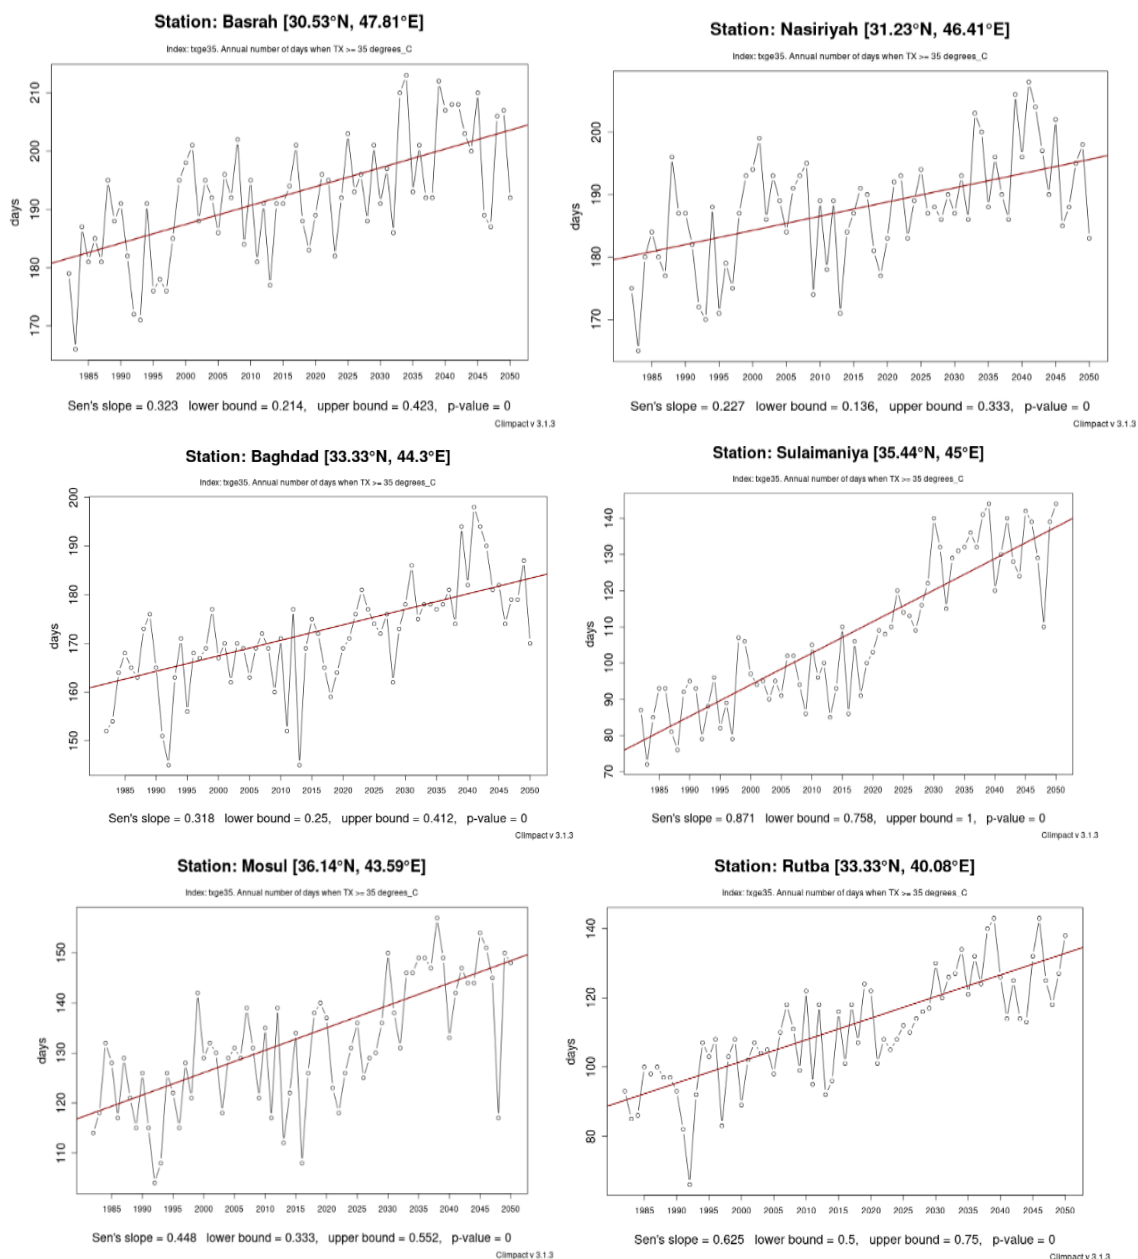 Station: Basrah [30.53°N, 47.81°E]
Index: txge35. Annual number of days when TX >= 35 degrees_C
210
200
190
180
170
days
1985 1990 1995 2000 2005 2010 2015 2020 2025 2030 2035 2040 2045 2050
Sen's slope = 0.323 lower bound = 0.214, upper bound = 0.423, p-value = 0
Climpact v 3.1.3
Station: Nasiriyah [31.23°N, 46.41°E]
Index: txge35. Annual number of days when TX >= 35 degrees_C
200
190
180
170
days
1985 1990 1995 2000 2005 2010 2015 2020 2025 2030 2035 2040 2045 2050
Sen's slope = 0.227 lower bound = 0.136, upper bound = 0.333, p-value = 0
Climpact v 3.1.3
Station: Baghdad [33.33°N, 44.3°E]
Index: txge35. Annual number of days when TX >= 35 degrees_C
200
190
180
170
160
150
days
1985 1990 1995 2000 2005 2010 2015 2020 2025 2030 2035 2040 2045 2050
Sen's slope = 0.318 lower bound = 0.25, upper bound = 0.412, p-value = 0
Climpact v 3.1.3
Station: Sulaimaniya [35.44°N, 45°E]
Index: txge35. Annual number of days when TX >= 35 degrees_C
140
130
120
110
100
90
80
70
days
1985 1990 1995 2000 2005 2010 2015 2020 2025 2030 2035 2040 2045 2050
Sen's slope = 0.871 lower bound = 0.758, upper bound = 1, p-value = 0
Climpact v 3.1.3
Station: Mosul [36.14°N, 43.59°E]
Index: txge35. Annual number of days when TX >= 35 degrees_C
150
140
130
120
110
days
1985 1990 1995 2000 2005 2010 2015 2020 2025 2030 2035 2040 2045 2050
Sen's slope = 0.448 lower bound = 0.333, upper bound = 0.552, p-value = 0
Climpact v 3.1.3
Station: Rutba [33.33°N, 40.08°E]
Index: txge35. Annual number of days when TX >= 35 degrees_C
140
120
100
80
days
1985 1990 1995 2000 2005 2010 2015 2020 2025 2030 2035 2040 2045 2050
Sen's slope = 0.625 lower bound = 0.5, upper bound = 0.75, p-value = 0
Climpact v 3.1.3